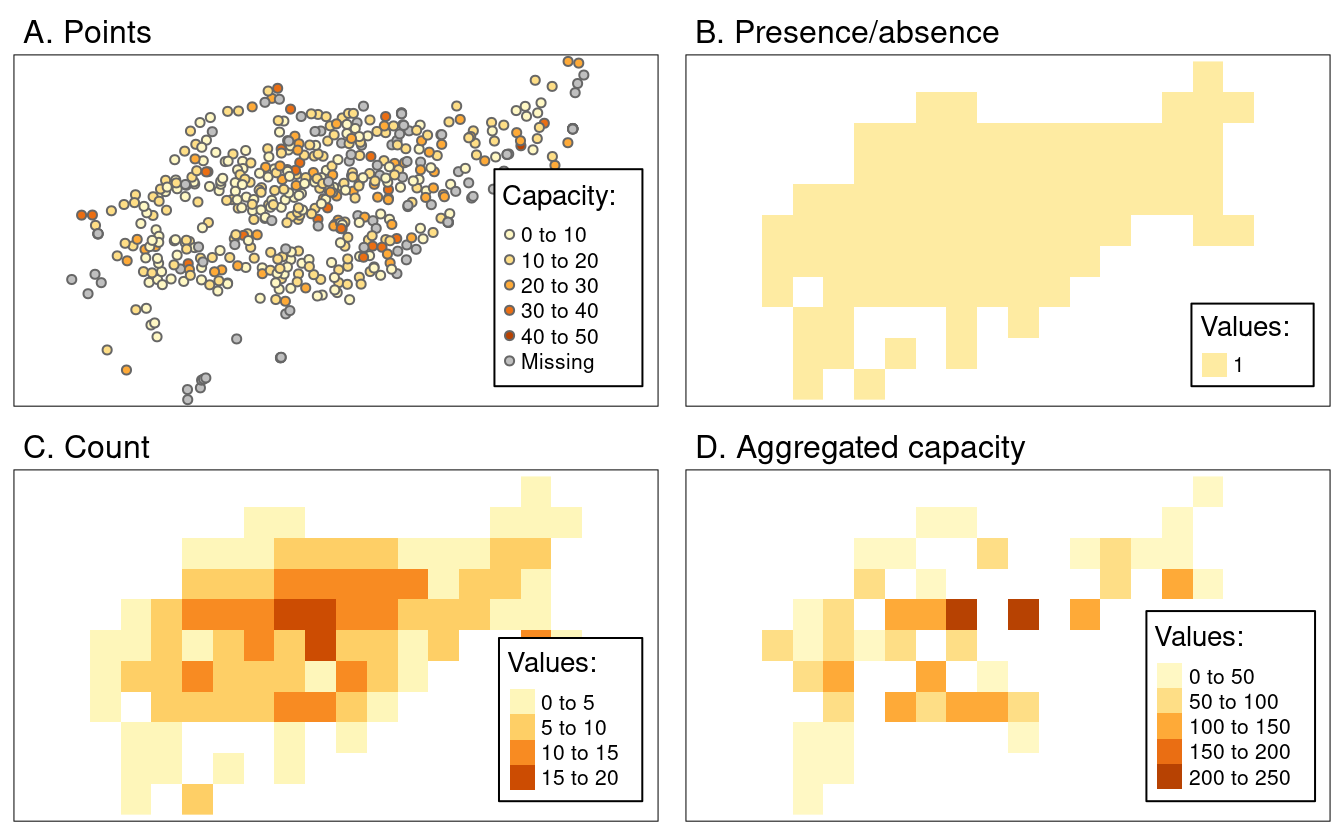 A. Points
Capacity:
0 to 10
10 to 20
20 to 30
30 to 40
40 to 50
Missing
B. Presence/absence
Values:
1
C. Count
Values:
0 to 5
5 to 10
10 to 15
15 to 20
D. Aggregated capacity
Values:
0 to 50
50 to 100
100 to 150
150 to 200
200 to 250